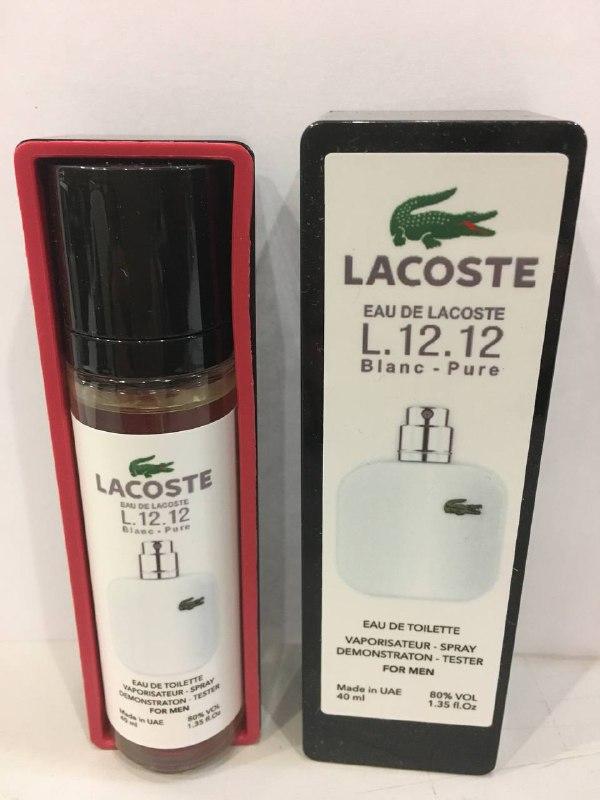 LACOSTE
EAU DE LACOSTE
L.12.12
Blanc - Pure
EAU DE TOILETTE
VAPORISATEUR - SPRAY
DEMONSTRATON - TESTER
FOR MEN
Made in UAE 80% VOL
40 ml 1.35 fl.Oz
LACOSTE
EAU DE LACOSTE
L.12.12
Blanc - Pure
EAU DE TOILETTE
VAPORISATEUR - SPRAY
DEMONSTRATON - TESTER
FOR MEN
Made in UAE 80% VOL
40 ml 1.35 fl.Oz